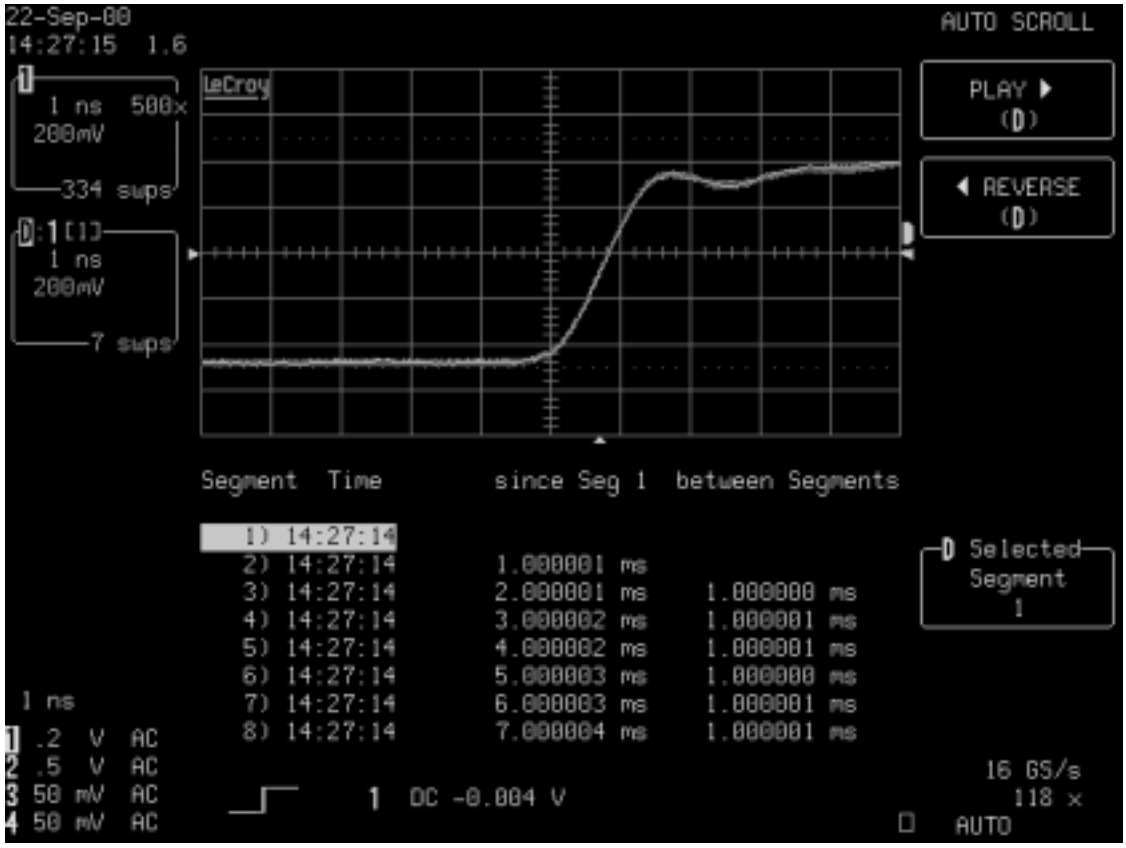 22-Sep-00
14:27:15 1.6
AUTO SCROLL
1
1 ns 500x
200mV
334 swps
D:1[1]
1 ns
200mV
7 swps
LeCroy
D
PLAY
(D)
REVERSE
(D)
Segment Time since Seg 1 between Segments
1) 14:27:14
2) 14:27:14 1.000001 ms
3) 14:27:14 2.000001 ms 1.000000 ms
4) 14:27:14 3.000002 ms 1.000001 ms
5) 14:27:14 4.000002 ms 1.000001 ms
6) 14:27:14 5.000003 ms 1.000000 ms
7) 14:27:14 6.000003 ms 1.000001 ms
8) 14:27:14 7.000004 ms 1.000001 ms
D Selected
Segment
1
1 ns
1 .2 V AC
2 .5 V AC
3 50 mV AC
4 50 mV AC
1 DC -0.004 V
16 GS/s
118 x
AUTO